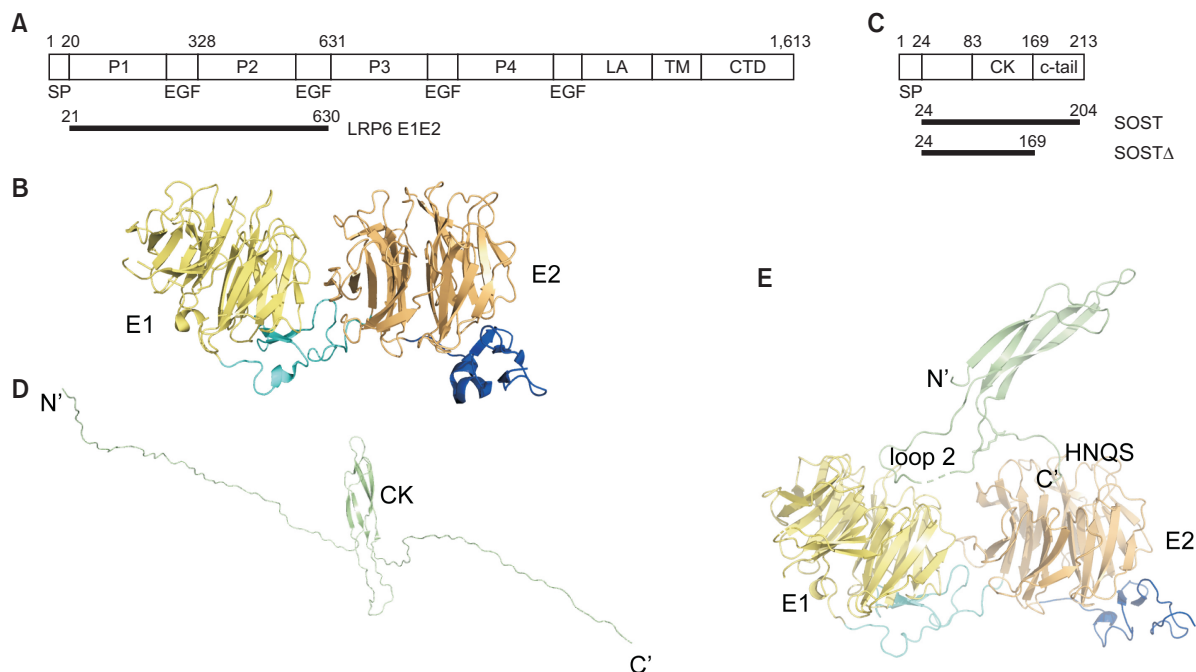 A
1 20 328 631 1,613
P1 P2 P3 P4 LA TM CTD
SP EGF EGF EGF EGF
21 630 LRP6 E1E2
C
1 24 83 169 213
CK c-tail
SP
24 204 SOST
24 169 SOSTΔ
B
E1
E2
D
N'
CK
C'
E
N'
loop 2
HNQS
C'
E1
E2